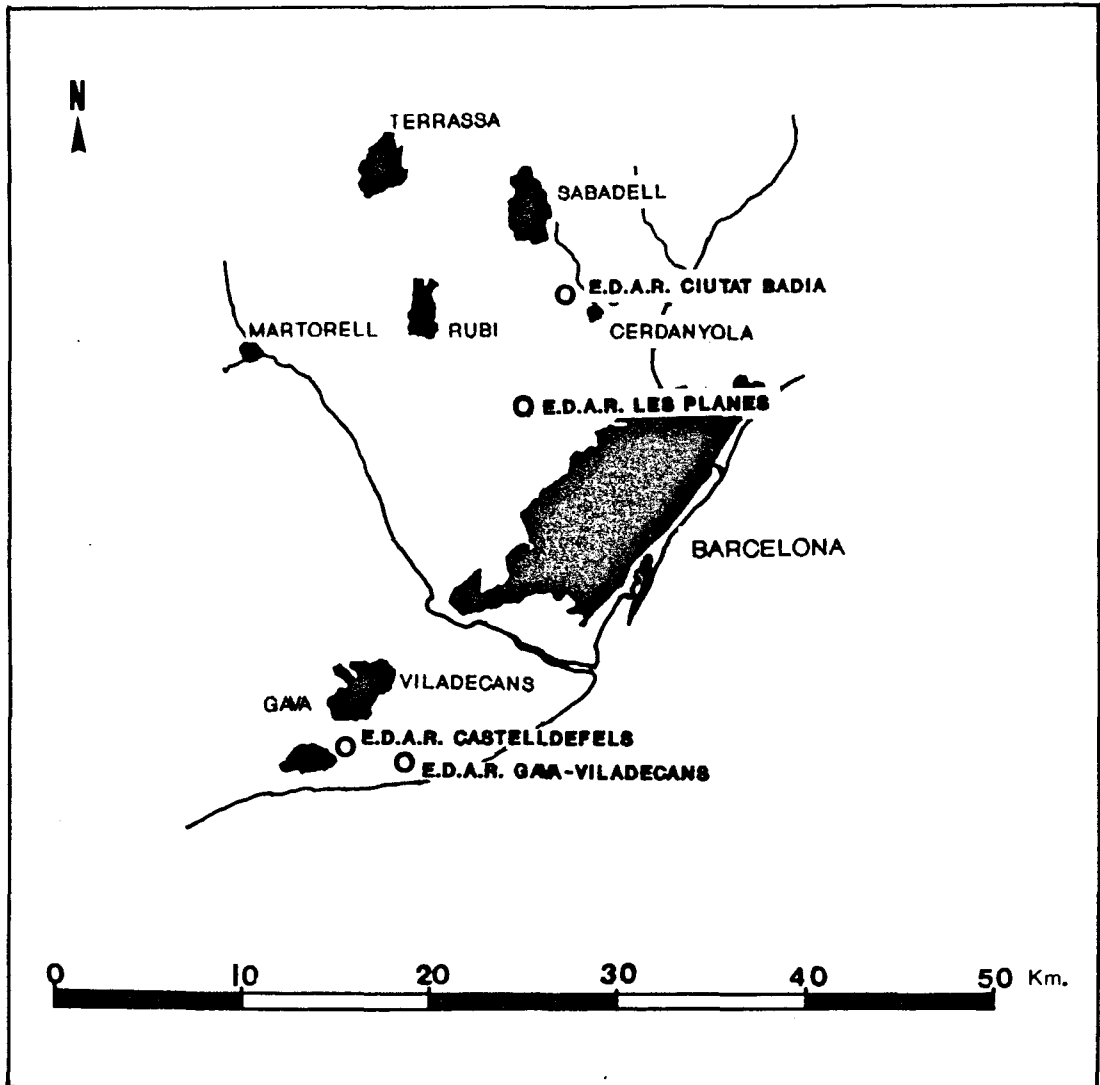 N
TERRASSA
SABADELL
E.D.A.R. CIUTAT BADIA
MARTORELL
RUBI
CERDANYOLA
E.D.A.R. LES PLANES
BARCELONA
VILADECANS
GAVA
E.D.A.R. CASTELLDEFELS
E.D.A.R. GAVA-VILADECANS
0 10 20 30 40 50 Km.